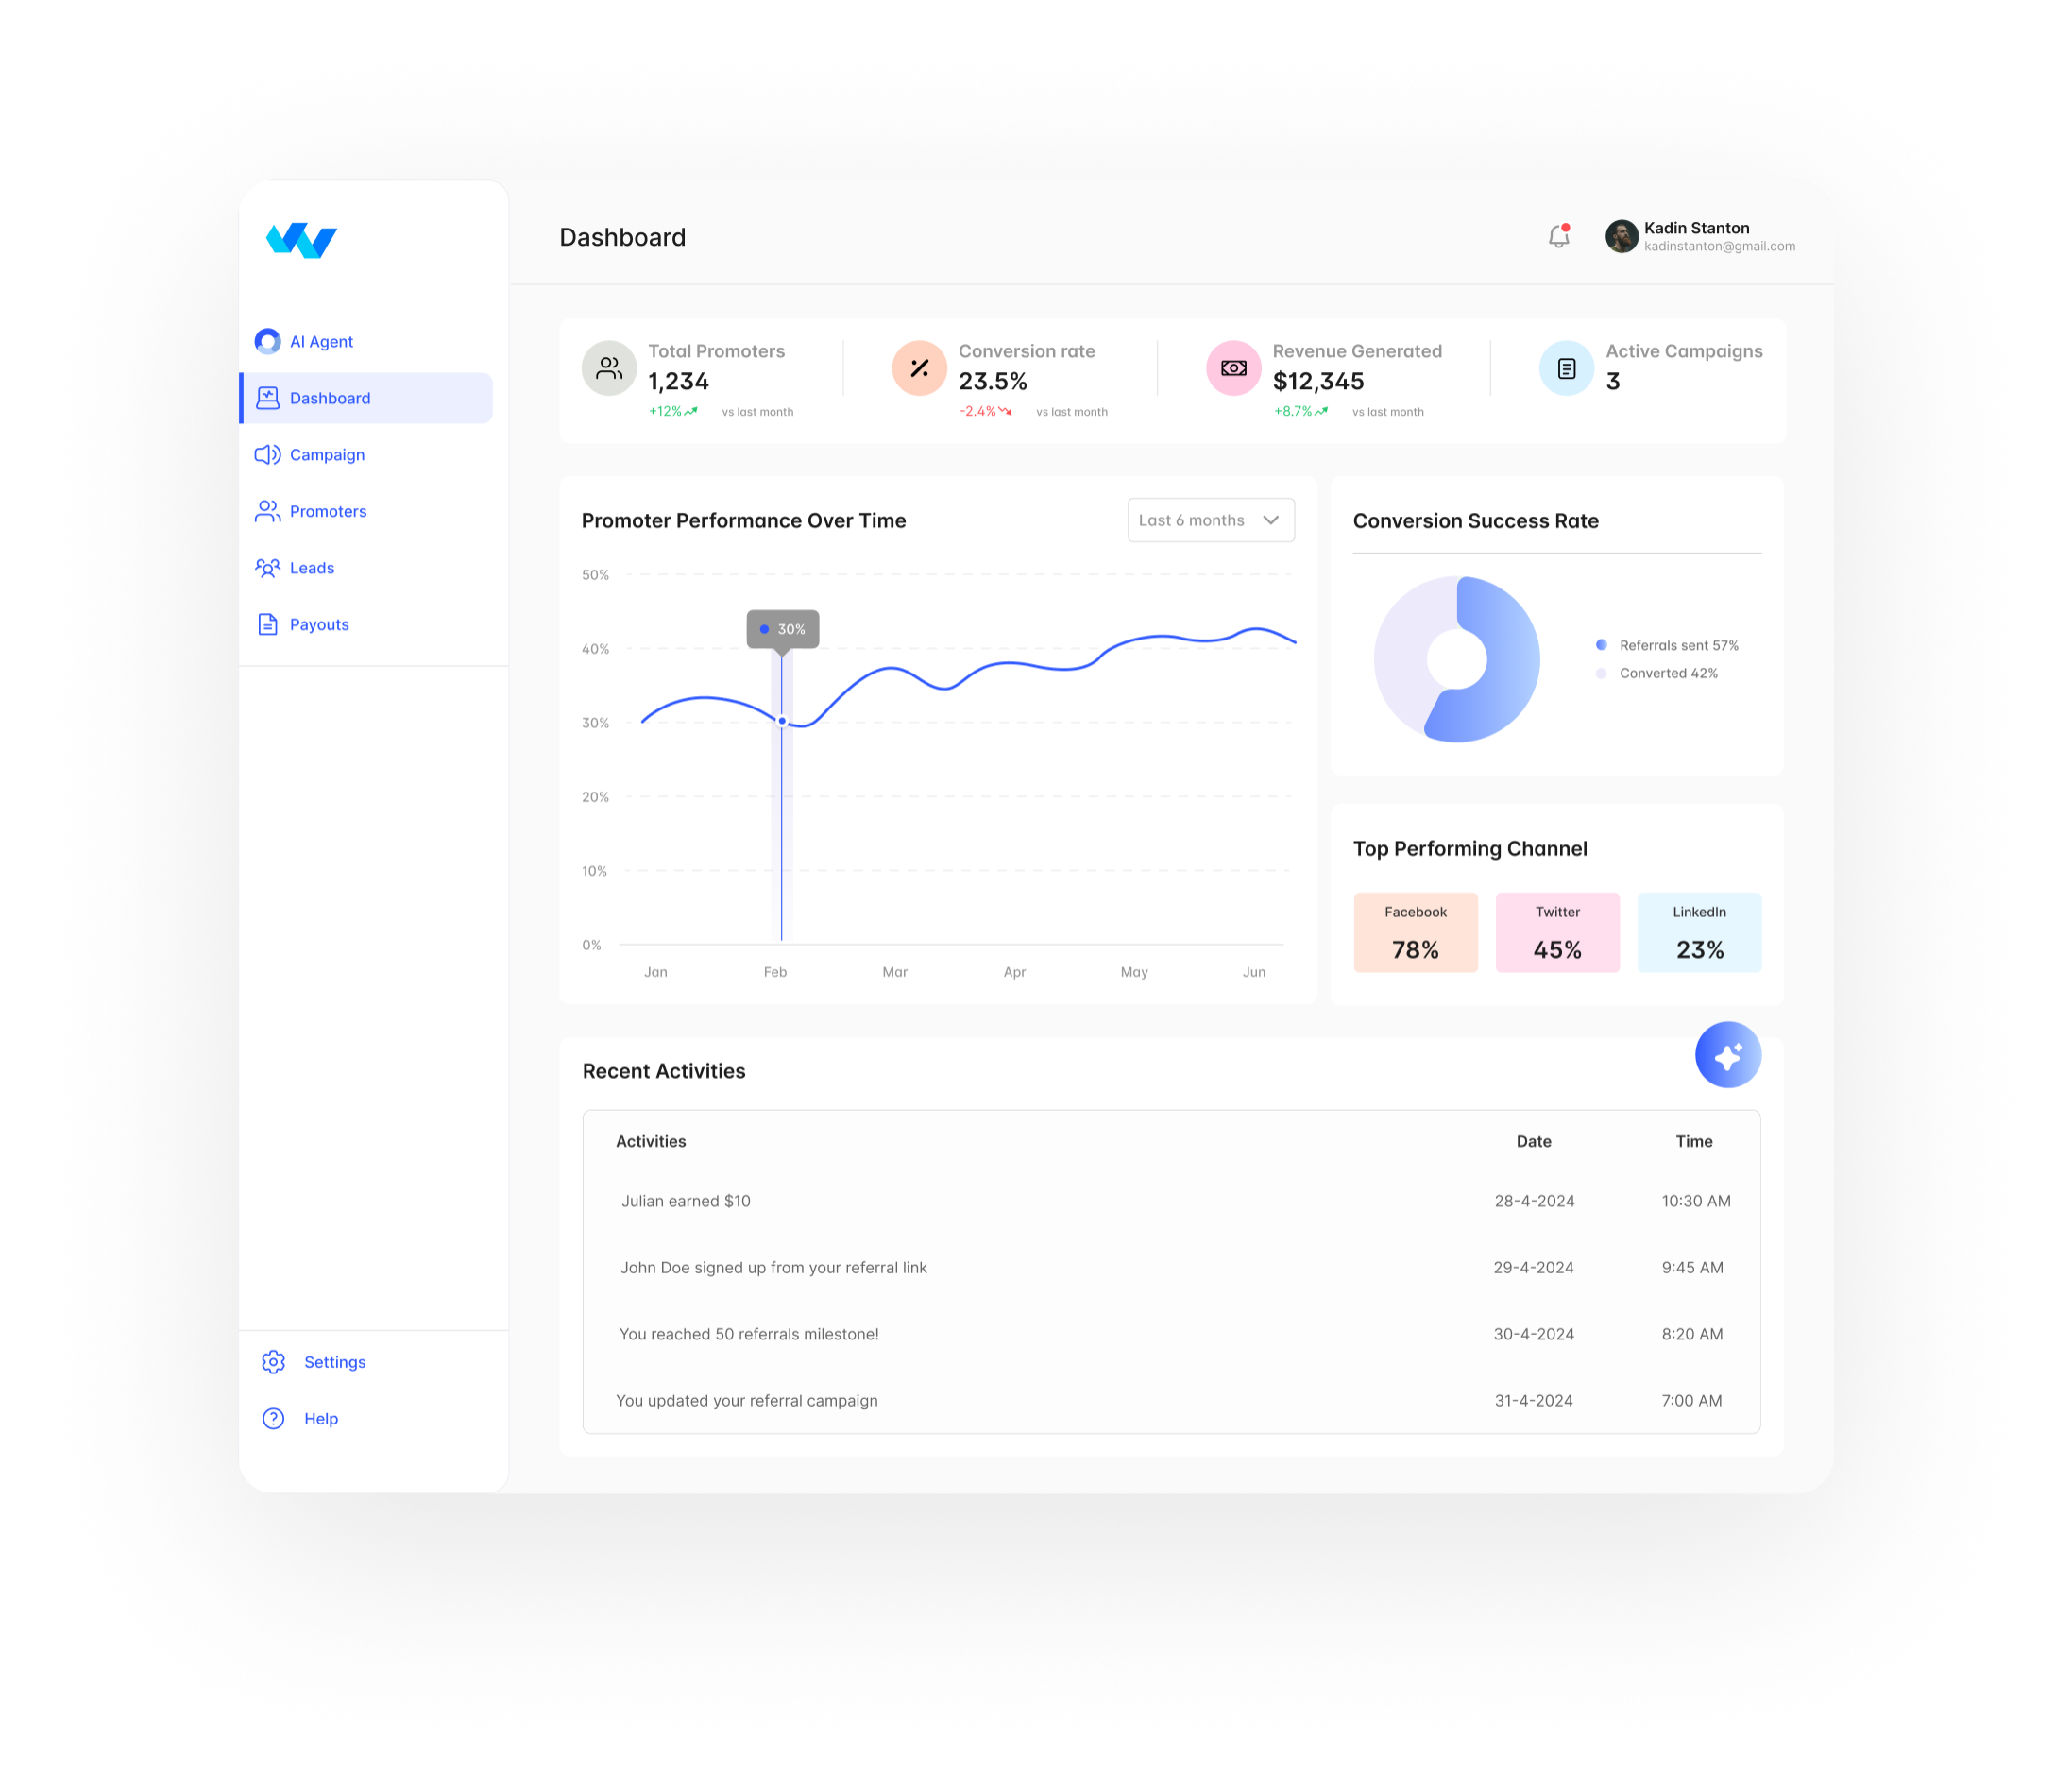 Dashboard
Kadin Stanton
kadinstanton@gmail.com
AI Agent
Dashboard
Campaign
Promoters
Leads
Payouts
Settings
Help
Total Promoters
1,234
+12% vs last month
Conversion rate
23.5%
-2.4% vs last month
Revenue Generated
$12,345
+8.7% vs last month
Active Campaigns
3
Promoter Performance Over Time
Last 6 months
50%
40%
30%
20%
10%
0%
30%
Jan Feb Mar Apr May Jun
Conversion Success Rate
Referrals sent 57%
Converted 42%
Top Performing Channel
Facebook
78%
Twitter
45%
LinkedIn
23%
Recent Activities
Activities Date Time
Julian earned $10 28-4-2024 10:30 AM
John Doe signed up from your referral link 29-4-2024 9:45 AM
You reached 50 referrals milestone! 30-4-2024 8:20 AM
You updated your referral campaign 31-4-2024 7:00 AM